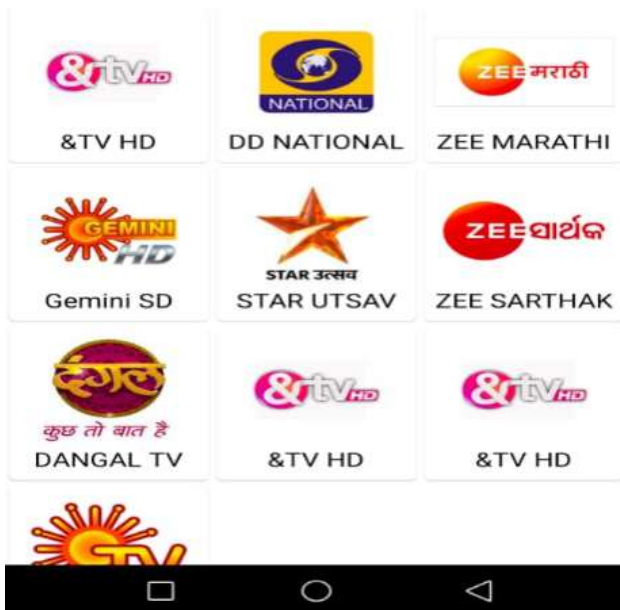 &tv HD
&TV HD
NATIONAL
DD NATIONAL
ZEE मराठी
ZEE MARATHI
GEMINI
HD
Gemini SD
STAR उत्सव
STAR UTSAV
ZEE ସାର୍ଥକ
ZEE SARTHAK
दंगल
कुछ तो बात है
DANGAL TV
&tv HD
&TV HD
&tv HD
&TV HD
TV